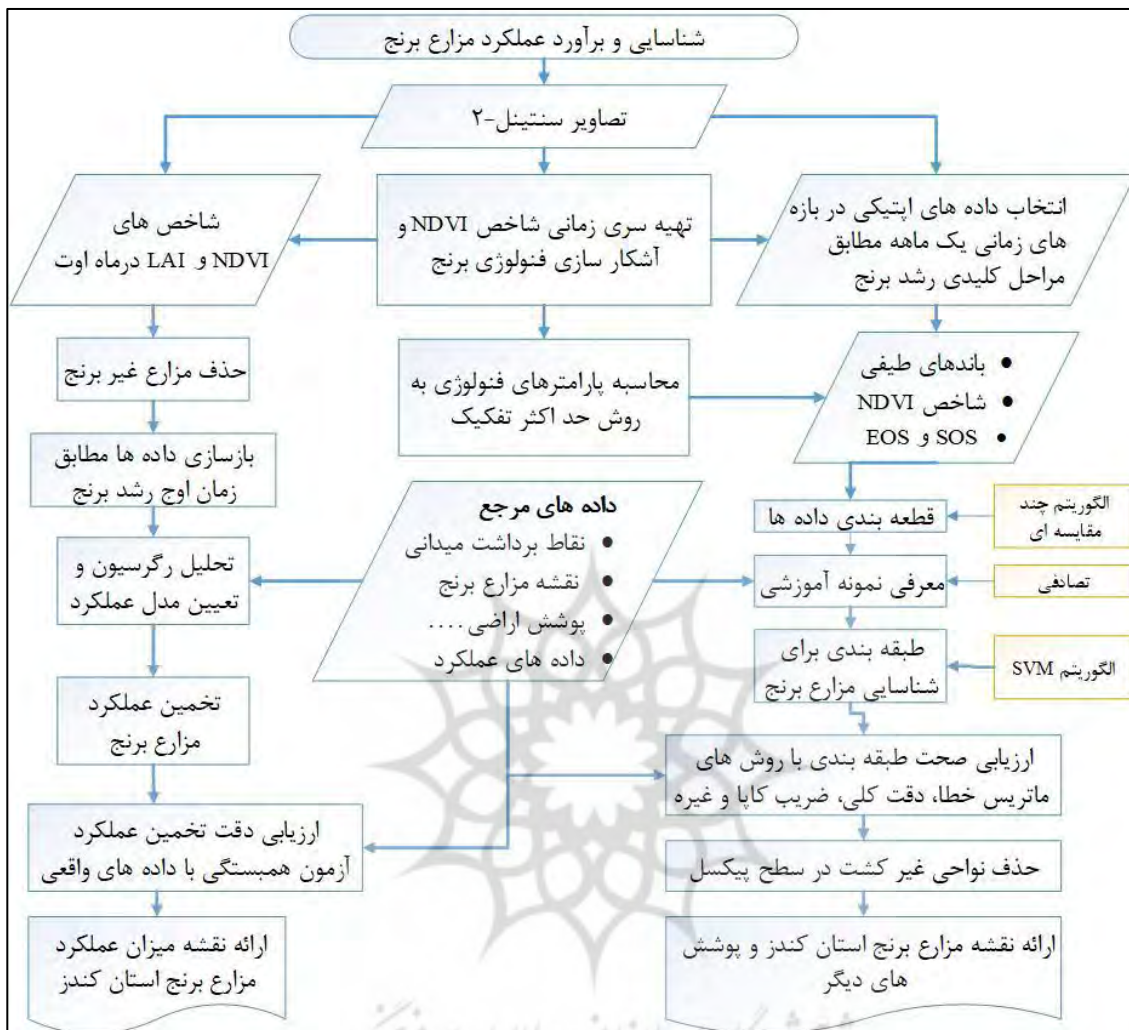 شناسایی و برآورد عملکرد مزارع برنج
تصاویر سنتینل-۲
انتخاب داده های اپتیکی در بازه
های زمانی یک ماهه مطابق
مراحل کلیدی رشد برنج
تهیه سری زمانی شاخص NDVI و
آشکار سازی فنولوژی برنج
شاخص های
NDVI و LAI درماه اوت
• باندهای طیفی
• شاخص NDVI
• SOS و EOS
محاسبه پارامترهای فنولوژی به
روش حد اکثر تفکیک
حذف مزارع غیر برنج
بازسازی داده ها مطابق
زمان اوج رشد برنج
قطعه بندی داده ها
الگوریتم چند
مقایسه ای
داده های مرجع
• نقاط برداشت میدانی
• نقشه مزارع برنج
• پوشش اراضی ....
• داده های عملکرد
معرفی نمونه آموزشی
تصادفی
تحلیل رگرسیون و
تعیین مدل عملکرد
طبقه بندی برای
شناسایی مزارع برنج
الگوریتم SVM
تخمین عملکرد
مزارع برنج
ارزیابی صحت طبقه بندی با روش های
ماتریس خطا، دقت کلی، ضریب کاپا و غیره
ارزیابی دقت تخمین عملکرد
آزمون همبستگی با داده های واقعی
حذف نواحی غیر کشت در سطح پیکسل
ارائه نقشه مزارع برنج استان کندز و پوشش
های دیگر
ارائه نقشه میزان عملکرد
مزارع برنج استان کندز